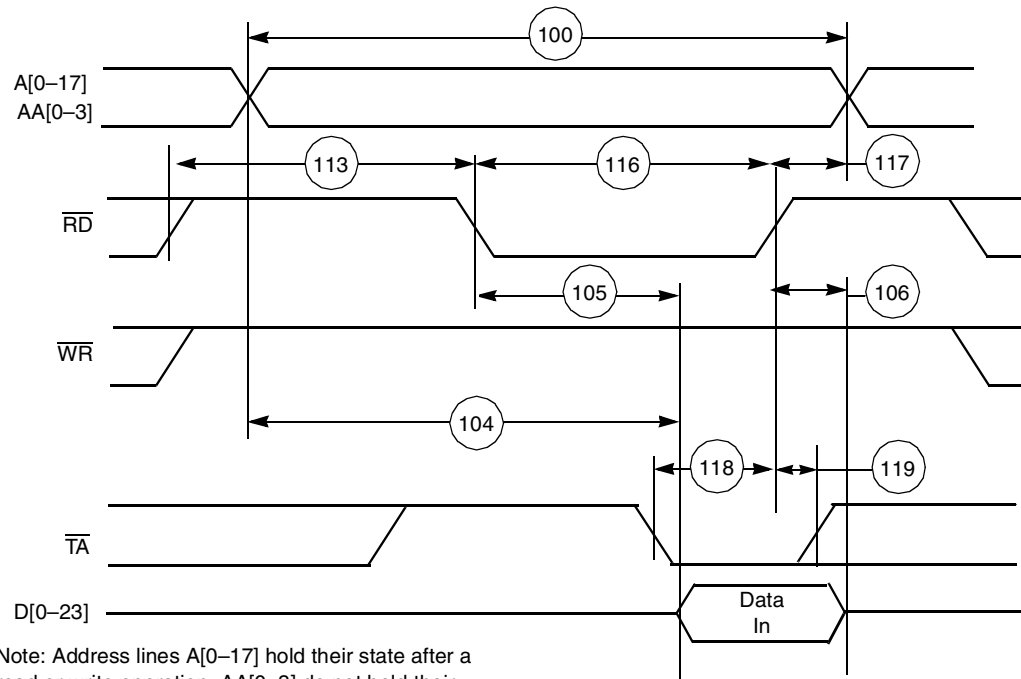 100
A[0–17]
AA[0–3]
113
116
117
RD
105
106
WR
104
118
119
TA
D[0–23]
Data
In
Note: Address lines A[0–17] hold their state after a
read or write operation. AA[0–3] do not hold their